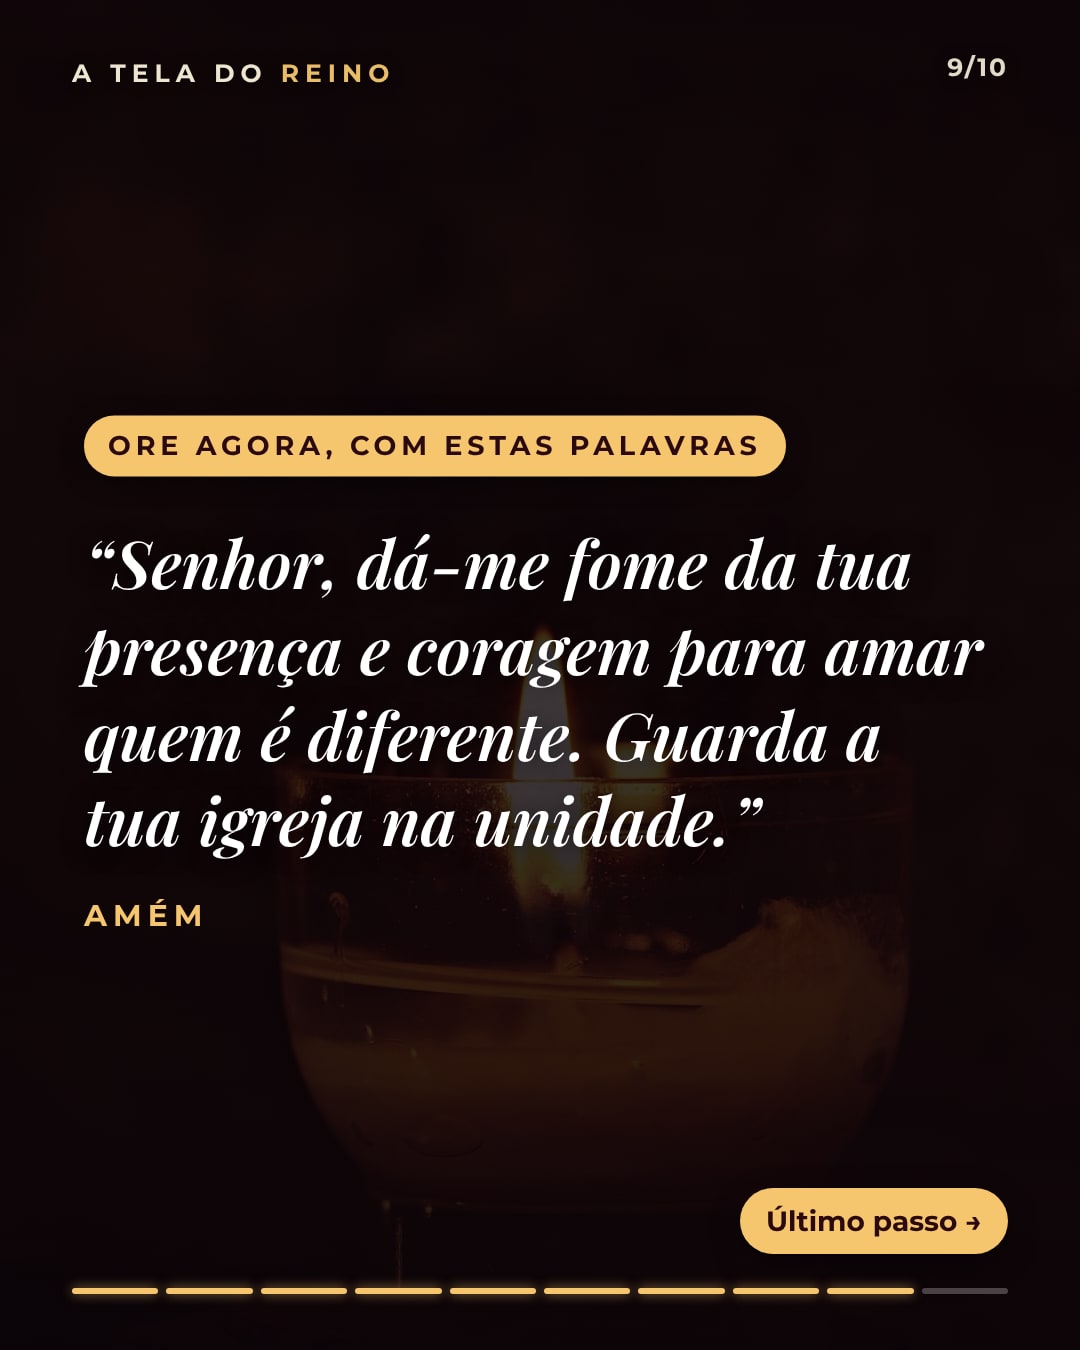 A TELA DO REINO
9/10
ORE AGORA, COM ESTAS PALAVRAS
“Senhor, dá-me fome da tua
presença e coragem para amar
quem é diferente. Guarda a
tua igreja na unidade.”
AMÉM
Último passo →